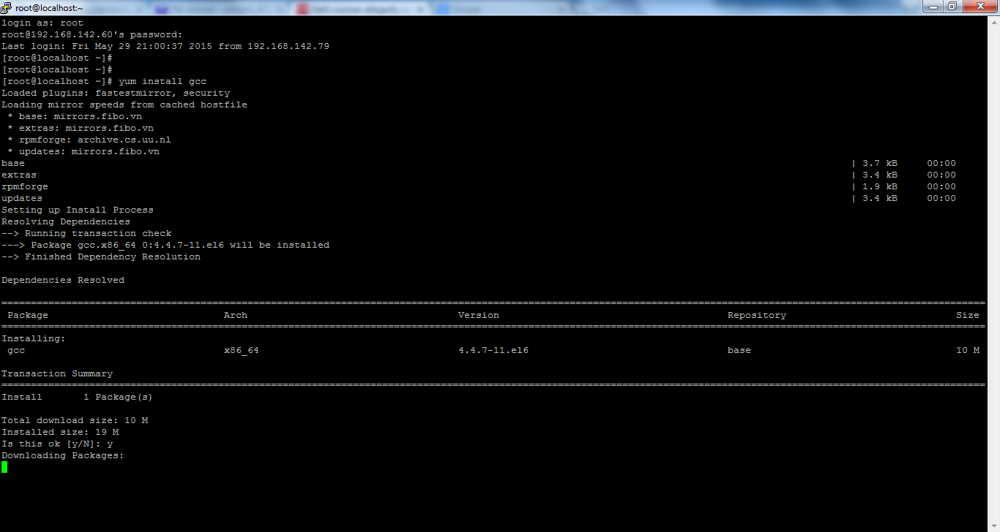 root@localhost:~
login as: root
root@192.168.142.60's password:
Last login: Fri May 29 21:00:37 2015 from 192.168.142.79
[root@localhost ~]#
[root@localhost ~]#
[root@localhost ~]# yum install gcc
Loaded plugins: fastestmirror, security
Loading mirror speeds from cached hostfile
 * base: mirrors.fibo.vn
 * extras: mirrors.fibo.vn
 * rpmforge: archive.cs.uu.nl
 * updates: mirrors.fibo.vn
base | 3.7 kB 00:00
extras | 3.4 kB 00:00
rpmforge | 1.9 kB 00:00
updates | 3.4 kB 00:00
Setting up Install Process
Resolving Dependencies
--> Running transaction check
---> Package gcc.x86_64 0:4.4.7-11.el6 will be installed
--> Finished Dependency Resolution
Dependencies Resolved
Package Arch Version Repository Size
Installing:
gcc x86_64 4.4.7-11.el6 base 10 M
Transaction Summary
Install 1 Package(s)
Total download size: 10 M
Installed size: 19 M
Is this ok [y/N]: y
Downloading Packages: